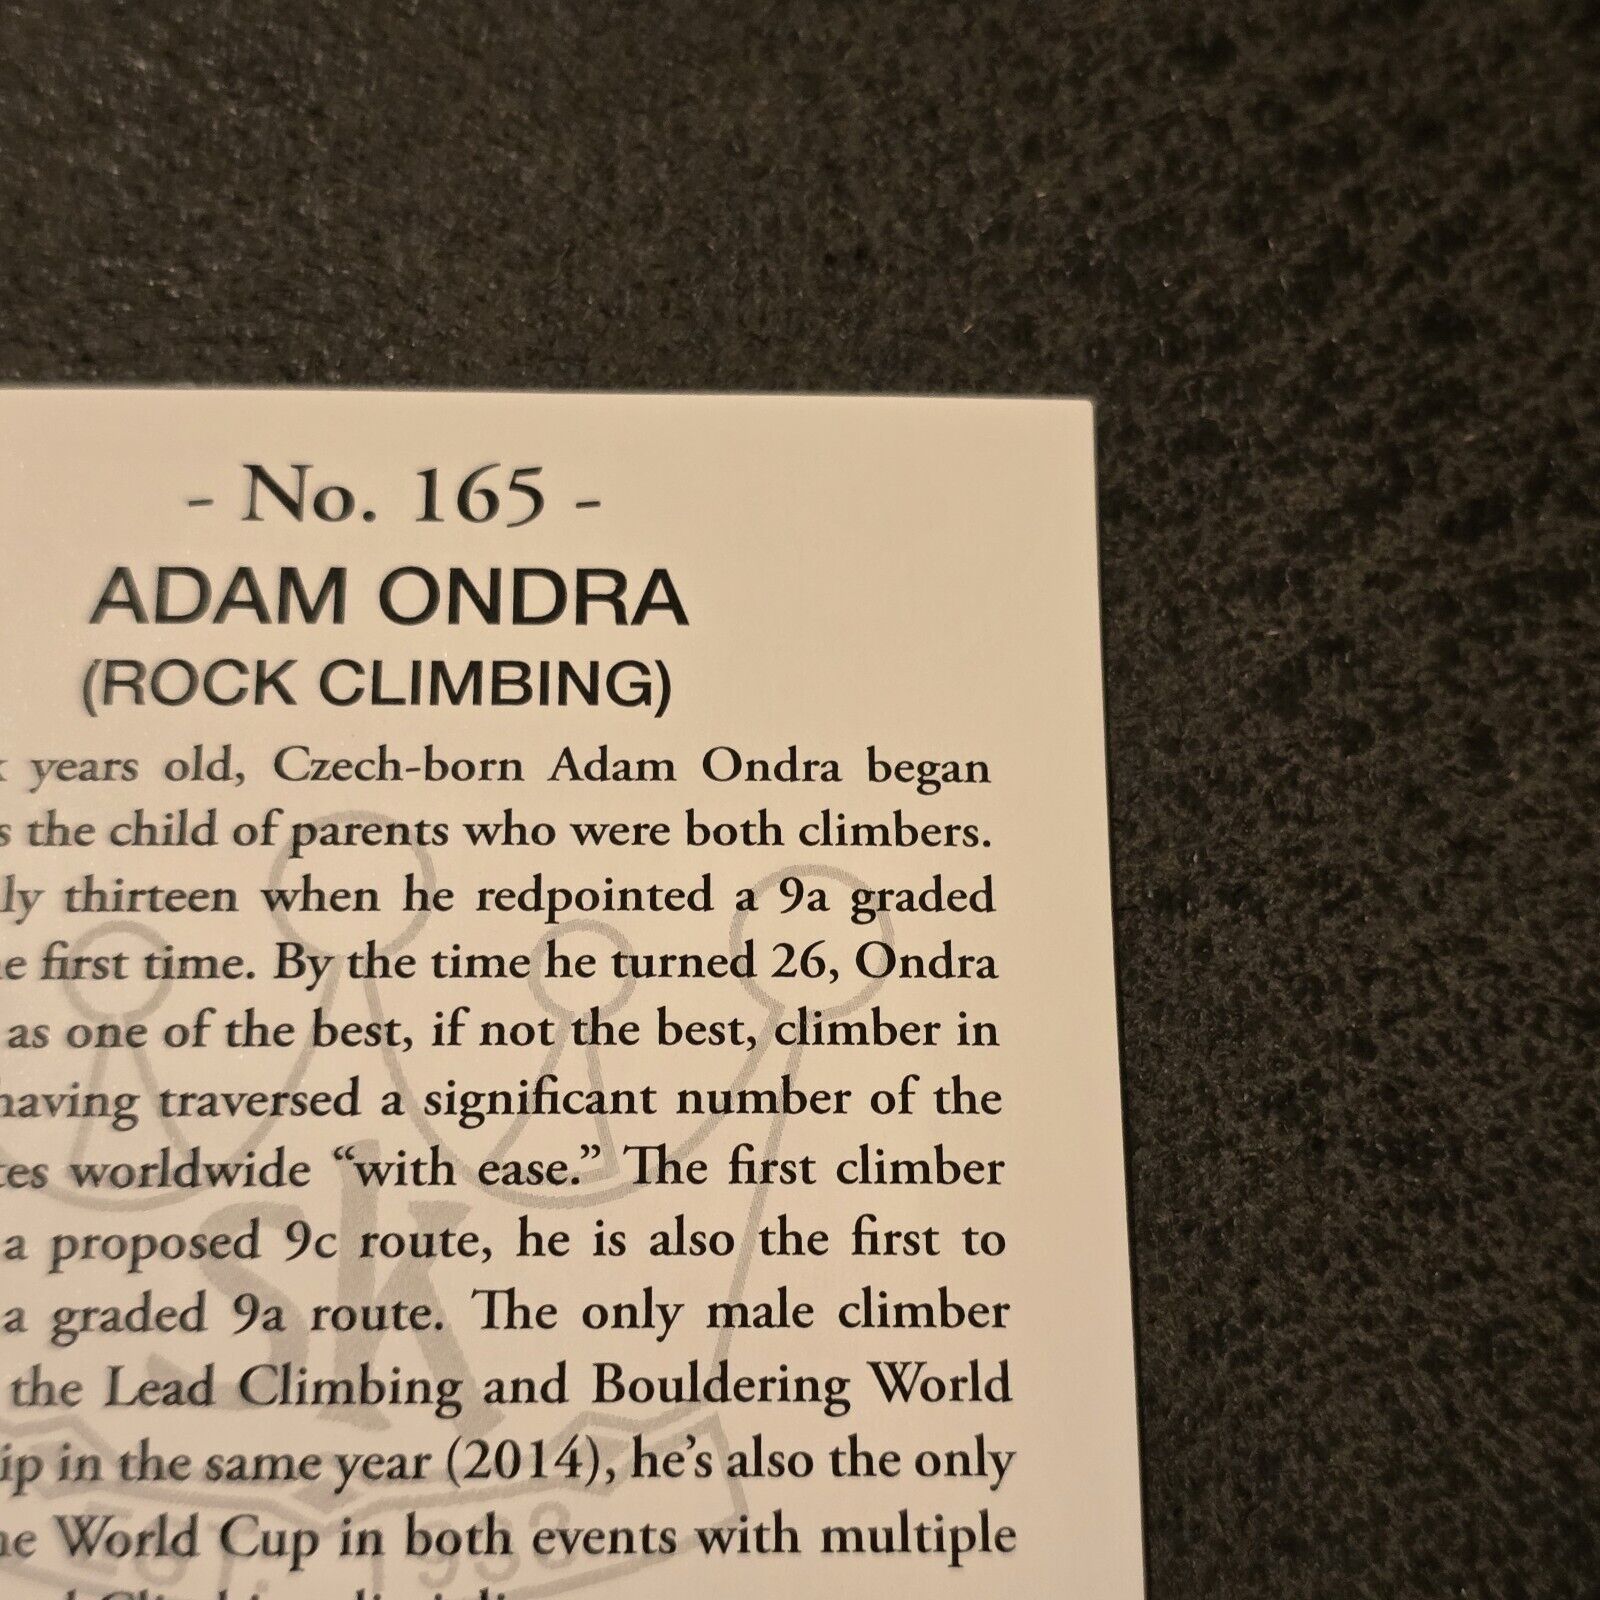 - No. 165 -
ADAM ONDRA
(ROCK CLIMBING)
years old, Czech-born Adam Ondra began
the child of parents who were both climbers.
thirteen when he redpointed a 9a graded
first time. By the time he turned 26, Ondra
as one of the best, if not the best, climber in
having traversed a significant number of the
worldwide “with ease.” The first climber
a proposed 9c route, he is also the first to
a graded 9a route. The only male climber
the Lead Climbing and Bouldering World
in the same year (2014), he’s also the only
World Cup in both events with multiple
SK